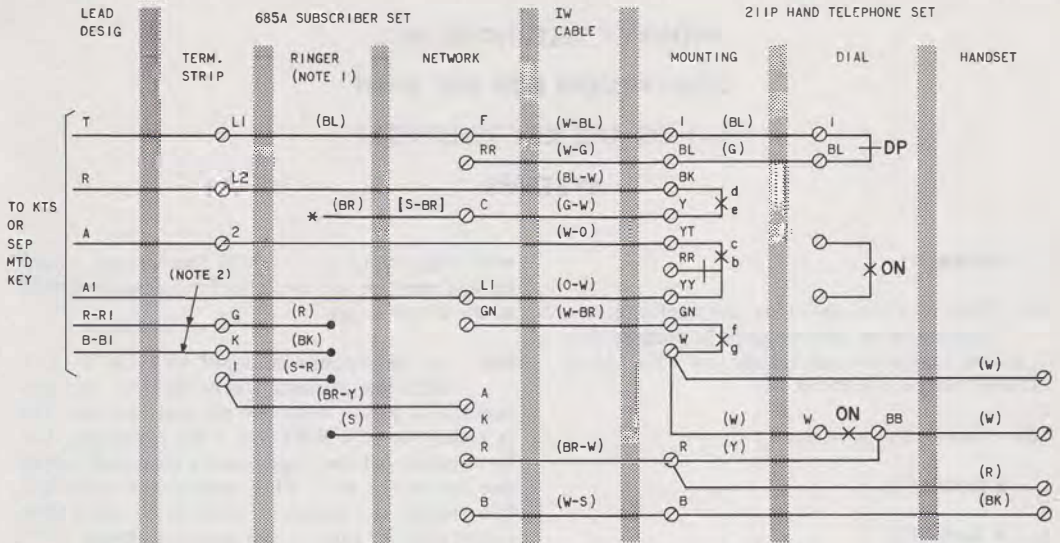 LEAD DESIG
685A SUBSCRIBER SET
IW CABLE
211P HAND TELEPHONE SET
TERM. STRIP
RINGER (NOTE 1)
NETWORK
MOUNTING
DIAL
HANDSET
TO KTS OR SEP MTD KEY
T L1 (BL) F (W-BL) 1 (BL) 1
RR (W-G) BL (G) BL DP
R L2 (BL-W) BK
d
* (BR) [S-BR] C (G-W) Y e
A 2 (W-O) YT
c
RR b
ON
A1 L1 (O-W) YY
(NOTE 2)
R-R1 G (R) GN (W-BR) GN f
B-B1 K (BK) W g
1 (S-R) (W)
(BR-Y) A
(S) K (W) W ON BB (W)
R (BR-W) R (Y)
(R)
B (W-S) B (BK)